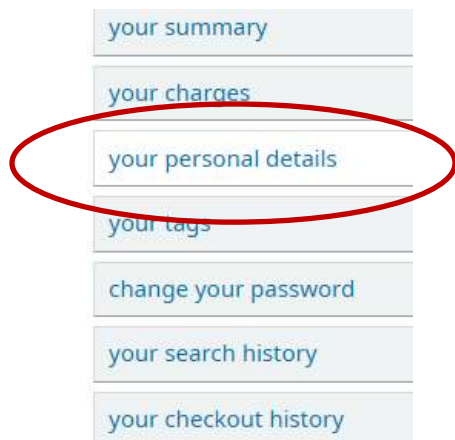 your summary
your charges
your personal details
your tags
change your password
your search history
your checkout history